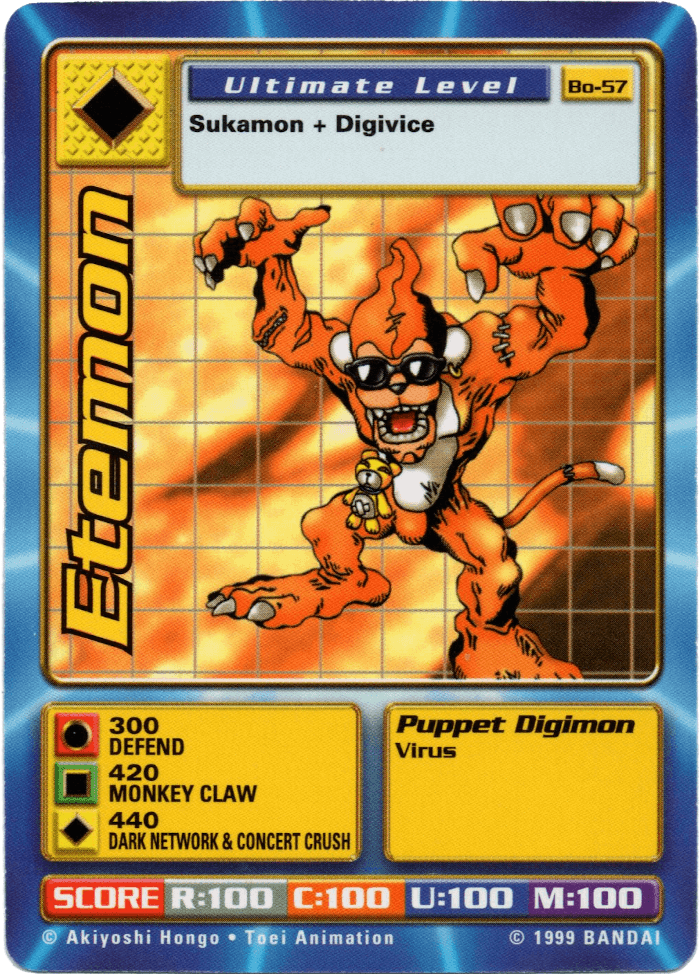 Ultimate Level
Bo-57
Sukamon + Digivice
Etemon
300
DEFEND
420
MONKEY CLAW
440
DARK NETWORK & CONCERT CRUSH
Puppet Digimon
Virus
SCORE R:100 C:100 U:100 M:100
© Akiyoshi Hongo • Toei Animation
© 1999 BANDAI